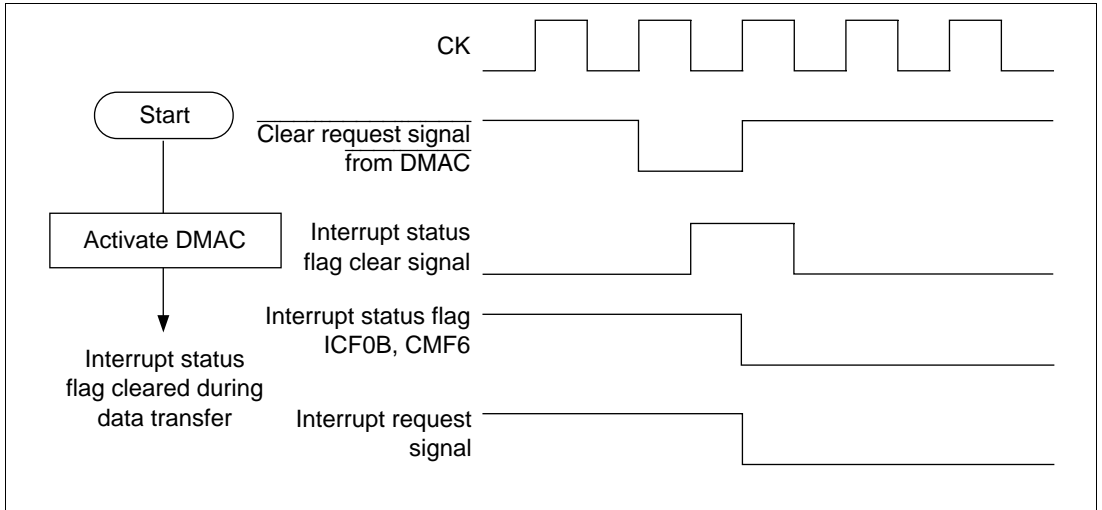 Start
Activate DMAC
Interrupt status
flag cleared during
data transfer
CK
Clear request signal
from DMAC
Interrupt status
flag clear signal
Interrupt status flag
ICF0B, CMF6
Interrupt request
signal